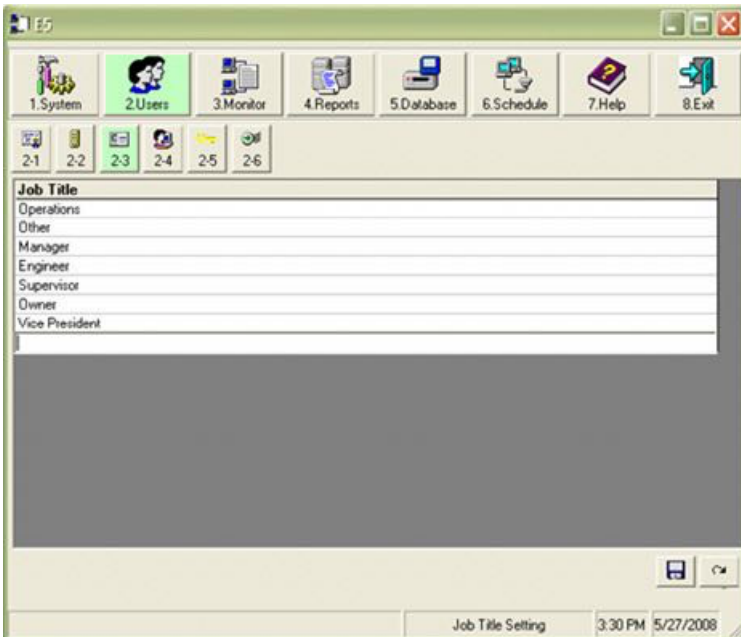 E5
1.System 2.Users 3.Monitor 4.Reports 5.Database 6.Schedule 7.Help 8.Exit
2-1 2-2 2-3 2-4 2-5 2-6
Job Title
Operations
Other
Manager
Engineer
Supervisor
Owner
Vice President
Job Title Setting 3:30 PM 5/27/2008